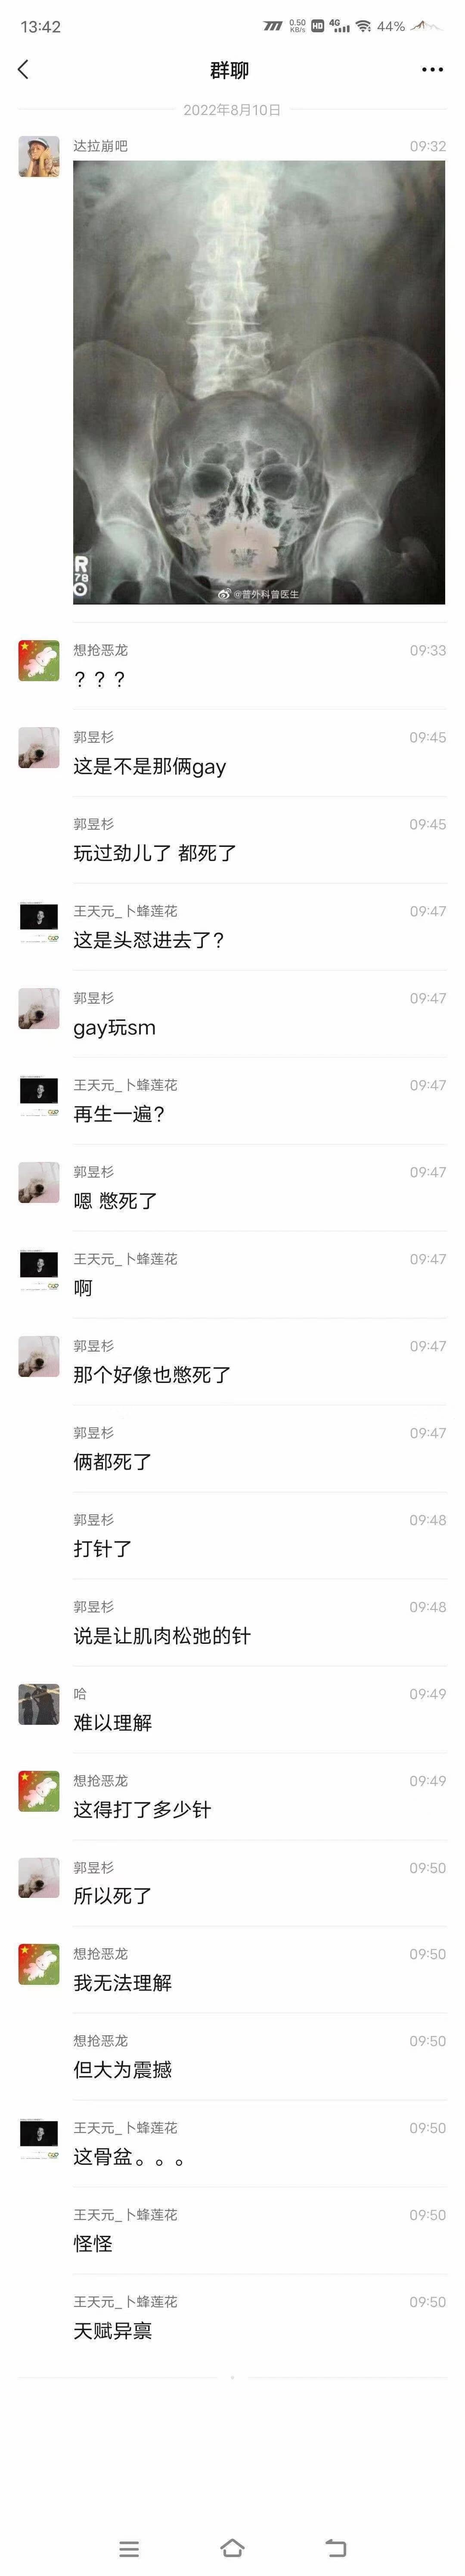 13:42
0.50 KB/s HD 4G 44%
群聊
2022年8月10日
达拉崩吧 09:32
R
78
O
@普外科曾医生
想抢恶龙 09:33
？？？
郭昱杉 09:45
这是不是那俩gay
郭昱杉 09:45
玩过劲儿了 都死了
王天元_卜蜂莲花 09:47
这是头怼进去了?
郭昱杉 09:47
gay玩sm
王天元_卜蜂莲花 09:47
再生一遍?
郭昱杉 09:47
嗯 憋死了
王天元_卜蜂莲花 09:47
啊
郭昱杉 09:47
那个好像也憋死了
郭昱杉 09:47
俩都死了
郭昱杉 09:48
打针了
郭昱杉 09:48
说是让肌肉松弛的针
哈 09:49
难以理解
想抢恶龙 09:49
这得打了多少针
郭昱杉 09:50
所以死了
想抢恶龙 09:50
我无法理解
想抢恶龙 09:50
但大为震撼
王天元_卜蜂莲花 09:50
这骨盆。。。
王天元_卜蜂莲花 09:50
怪怪
王天元_卜蜂莲花 09:50
天赋异禀